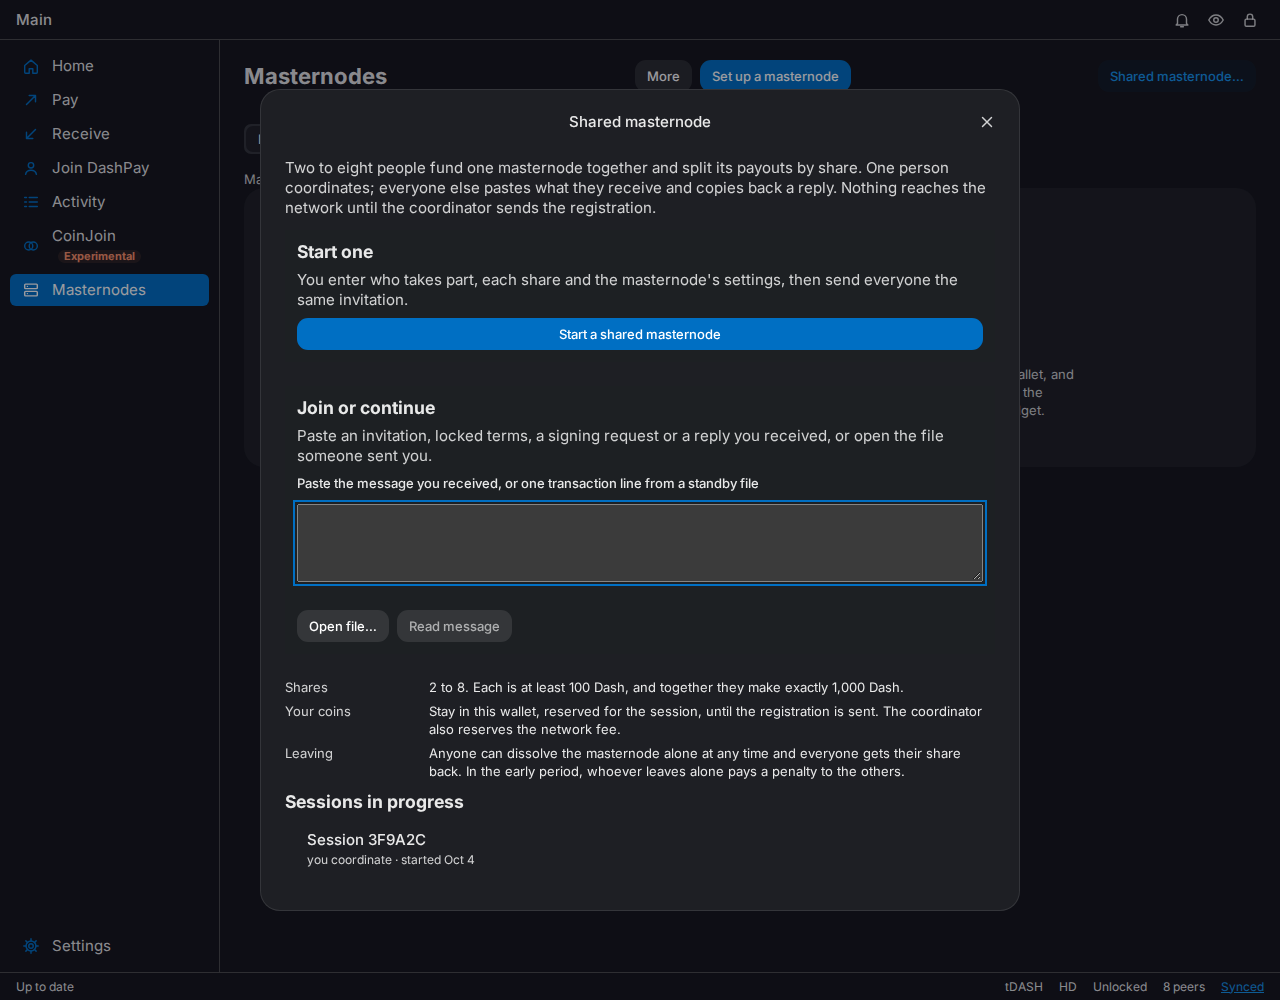 Main
Home
Pay
Receive
Join DashPay
Activity
CoinJoin
Experimental
Masternodes
Settings
Masternodes
More
Set up a masternode
Shared masternode...
Shared masternode
Two to eight people fund one masternode together and split its payouts by share. One person
coordinates; everyone else pastes what they receive and copies back a reply. Nothing reaches the
network until the coordinator sends the registration.
Start one
You enter who takes part, each share and the masternode's settings, then send everyone the
same invitation.
Start a shared masternode
Join or continue
Paste an invitation, locked terms, a signing request or a reply you received, or open the file
someone sent you.
Paste the message you received, or one transaction line from a standby file
Open file...
Read message
Shares
2 to 8. Each is at least 100 Dash, and together they make exactly 1,000 Dash.
Your coins
Stay in this wallet, reserved for the session, until the registration is sent. The coordinator
also reserves the network fee.
Leaving
Anyone can dissolve the masternode alone at any time and everyone gets their share
back. In the early period, whoever leaves alone pays a penalty to the others.
Sessions in progress
Session 3F9A2C
you coordinate · started Oct 4
and
the
Up to date
tDASH
HD
Unlocked
8 peers
Synced